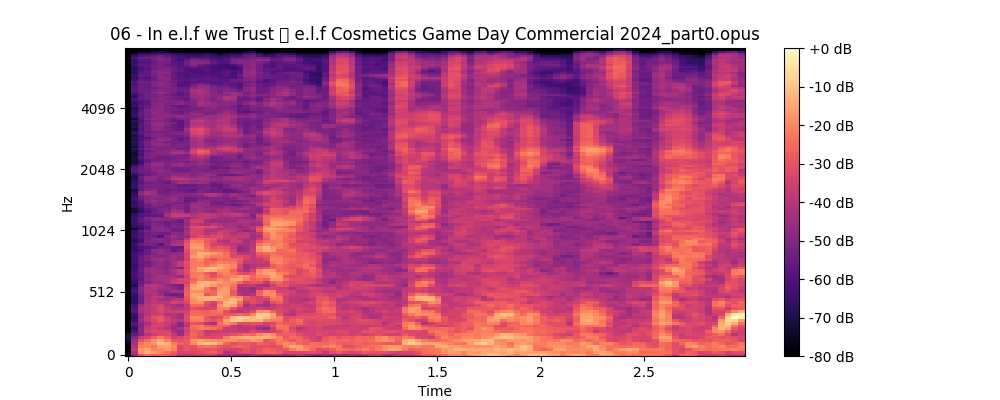 06 - In e.l.f we Trust ▯ e.l.f Cosmetics Game Day Commercial 2024_part0.opus
Hz
4096
2048
1024
512
0
0 0.5 1 1.5 2 2.5
Time
+0 dB
-10 dB
-20 dB
-30 dB
-40 dB
-50 dB
-60 dB
-70 dB
-80 dB